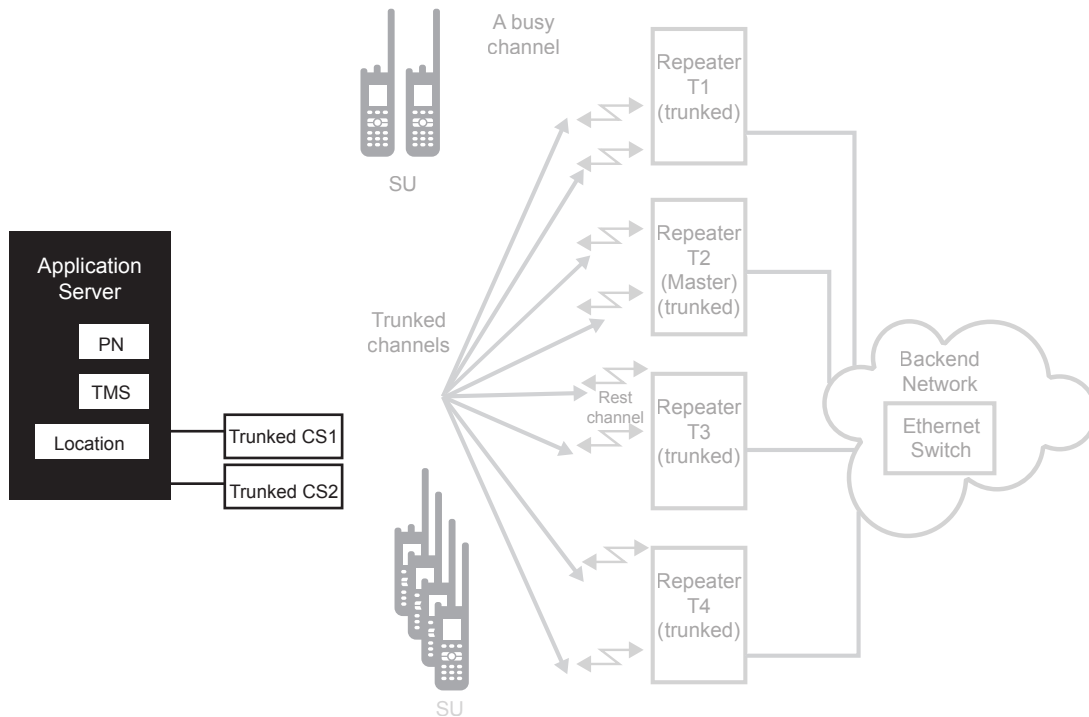 A busy
channel
SU
Repeater
T1
(trunked)
Repeater
T2
(Master)
(trunked)
Application
Server
PN
TMS
Location
Trunked CS1
Trunked CS2
Trunked
channels
Rest
channel
Repeater
T3
(trunked)
Backend
Network
Ethernet
Switch
Repeater
T4
(trunked)
SU